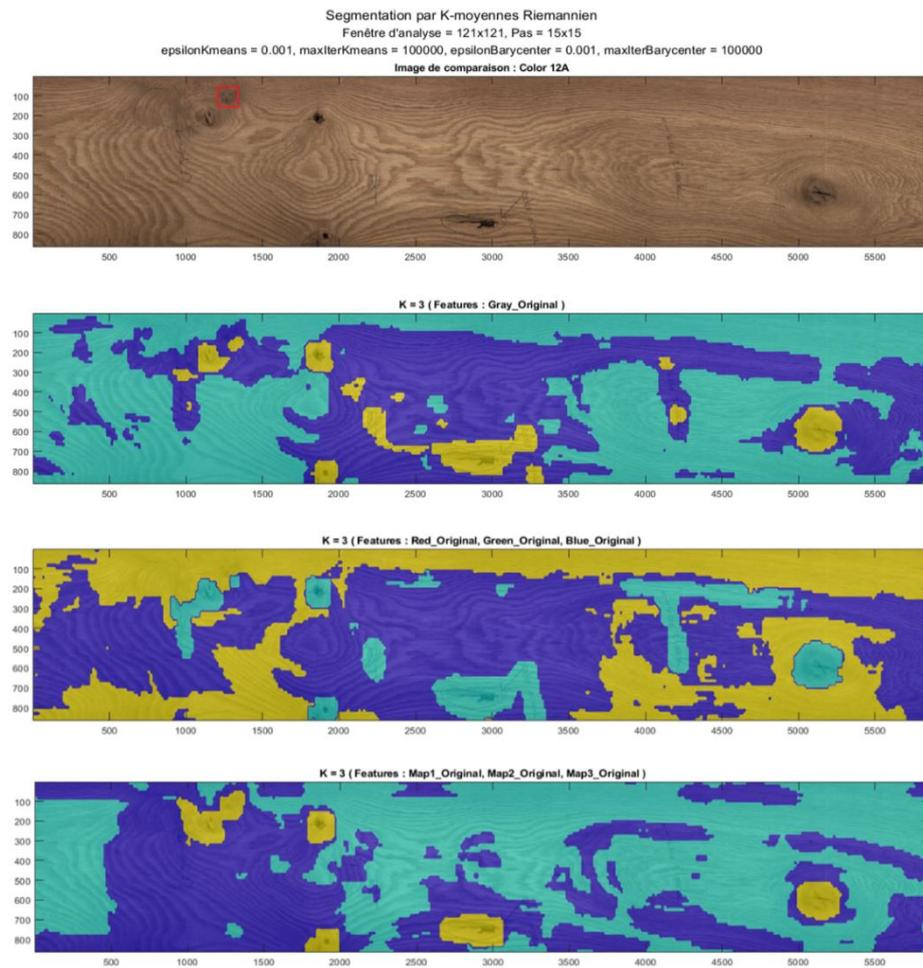 Segmentation par K-moyennes Riemannien
Fenêtre d'analyse = 121x121, Pas = 15x15
epsilonKmeans = 0.001, maxIterKmeans = 100000, epsilonBarycenter = 0.001, maxIterBarycenter = 100000
Image de comparaison : Color 12A
100
200
300
400
500
600
700
800
500 1000 1500 2000 2500 3000 3500 4000 4500 5000 5500
K = 3 ( Features : Gray_Original )
100
200
300
400
500
600
700
800
500 1000 1500 2000 2500 3000 3500 4000 4500 5000 5500
K = 3 ( Features : Red_Original, Green_Original, Blue_Original )
100
200
300
400
500
600
700
800
500 1000 1500 2000 2500 3000 3500 4000 4500 5000 5500
K = 3 ( Features : Map1_Original, Map2_Original, Map3_Original )
100
200
300
400
500
600
700
800
500 1000 1500 2000 2500 3000 3500 4000 4500 5000 5500